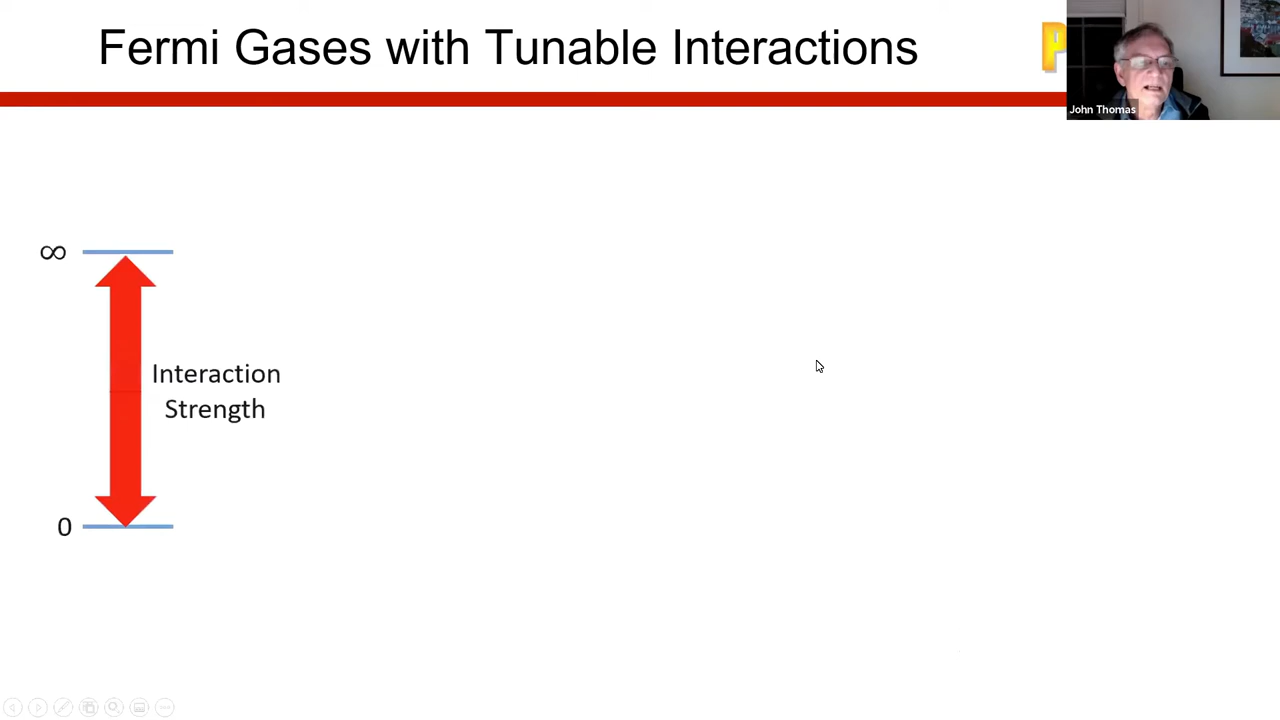 Fermi Gases with Tunable Interactions
P
John Thomas
∞
Interaction
Strength
0